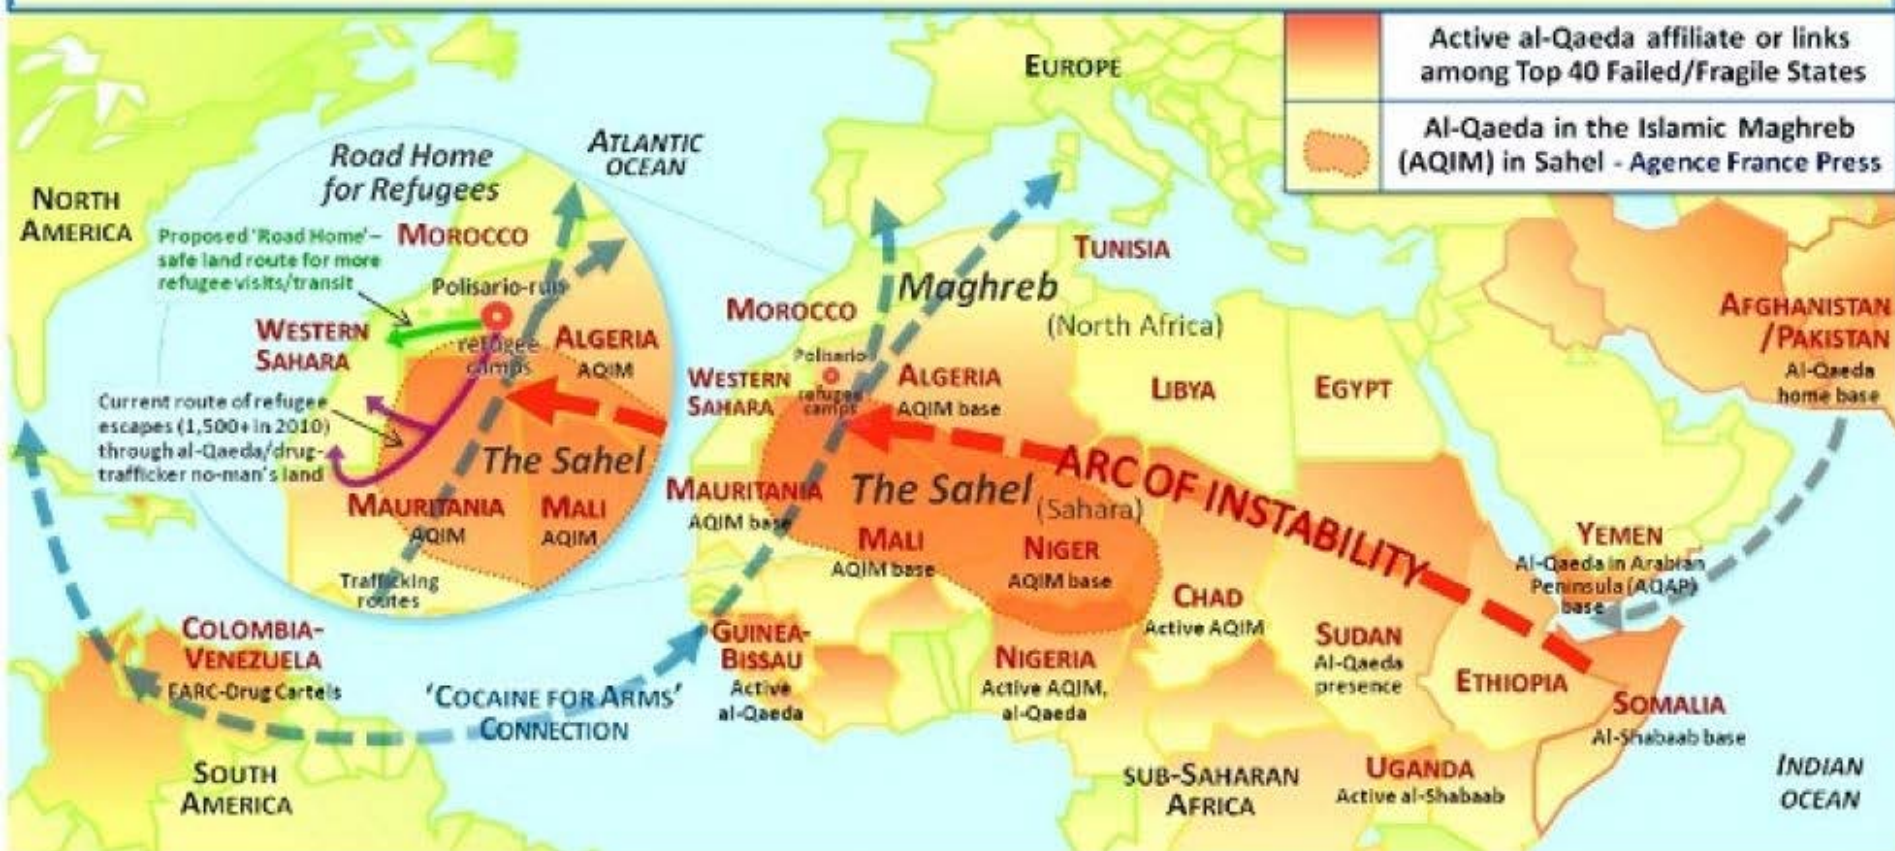 Active al-Qaeda affiliate or links
among Top 40 Failed/Fragile States
Al-Qaeda in the Islamic Maghreb
(AQIM) in Sahel - Agence France Press
EUROPE
ATLANTIC
OCEAN
NORTH
AMERICA
Road Home
for Refugees
MOROCCO
Proposed 'Road Home'–
safe land route for more
refugee visits/transit
Polisario-run
refugee
camps
WESTERN
SAHARA
ALGERIA
AQIM
Current route of refugee
escapes (1,500+ in 2010)
through al-Qaeda/drug-
trafficker no-man's land
The Sahel
MAURITANIA
AQIM
MALI
AQIM
Trafficking
routes
TUNISIA
Maghreb
(North Africa)
MOROCCO
Polisario
refugee
camps
WESTERN
SAHARA
ALGERIA
AQIM base
LIBYA
EGYPT
AFGHANISTAN
/PAKISTAN
Al-Qaeda
home base
ARC OF INSTABILITY
The Sahel
(Sahara)
MAURITANIA
AQIM base
MALI
AQIM base
NIGER
AQIM base
CHAD
Active AQIM
YEMEN
Al-Qaeda in Arabian
Peninsula (AQAP)
base
COLOMBIA-
VENEZUELA
FARC-Drug Cartels
'COCAINE FOR ARMS'
CONNECTION
GUINEA-
BISSAU
Active
al-Qaeda
NIGERIA
Active AQIM,
al-Qaeda
SUDAN
Al-Qaeda
presence
ETHIOPIA
SOMALIA
Al-Shabaab base
SOUTH
AMERICA
SUB-SAHARAN
AFRICA
UGANDA
Active al-Shabaab
INDIAN
OCEAN